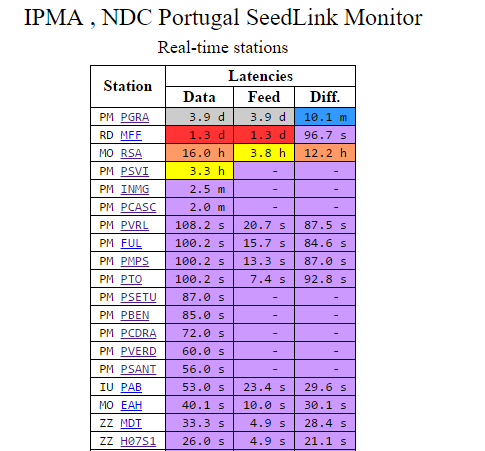 IPMA , NDC Portugal SeedLink Monitor
Real-time stations
Station Latencies
Data Feed Diff.
PM PGRA 3.9 d 3.9 d 10.1 m
RD MFF 1.3 d 1.3 d 96.7 s
MO RSA 16.0 h 3.8 h 12.2 h
PM PSVI 3.3 h - -
PM INMG 2.5 m - -
PM PCASC 2.0 m - -
PM PVRL 108.2 s 20.7 s 87.5 s
PM FUL 100.2 s 15.7 s 84.6 s
PM PMPS 100.2 s 13.3 s 87.0 s
PM PTO 100.2 s 7.4 s 92.8 s
PM PSETU 87.0 s - -
PM PBEN 85.0 s - -
PM PCDRA 72.0 s - -
PM PVERD 60.0 s - -
PM PSANT 56.0 s - -
IU PAB 53.0 s 23.4 s 29.6 s
MO EAH 40.1 s 10.0 s 30.1 s
ZZ MDT 33.3 s 4.9 s 28.4 s
ZZ H07S1 26.0 s 4.9 s 21.1 s